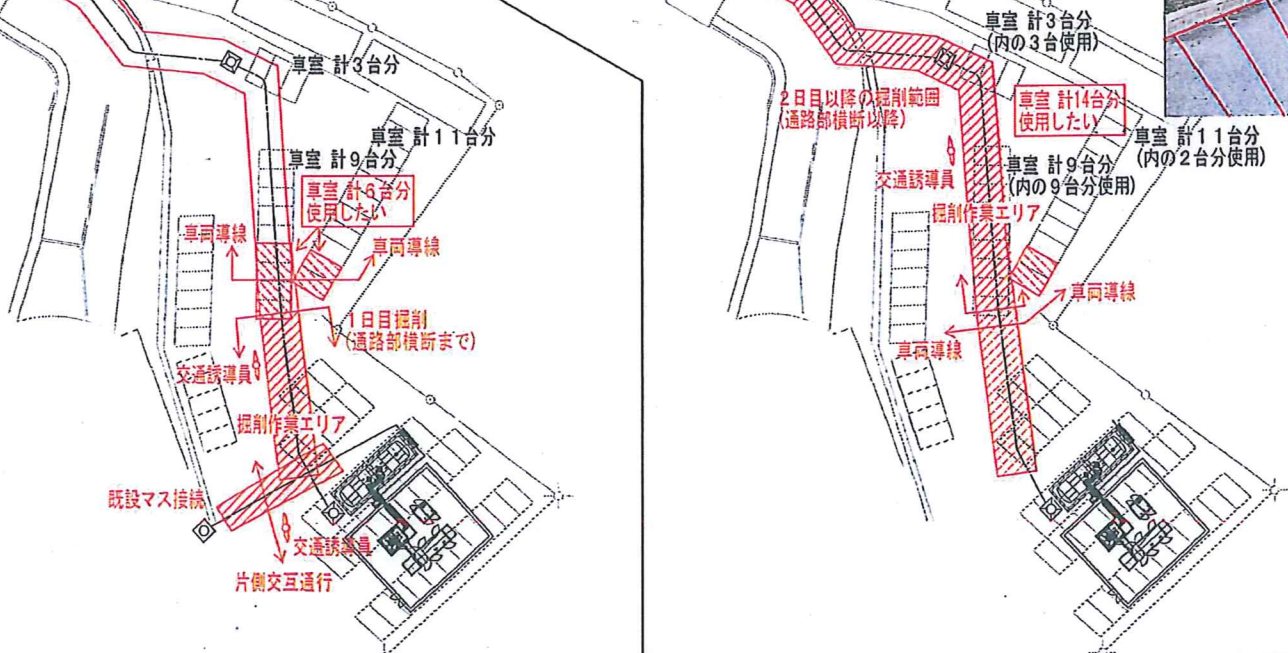 車室 計3台分
車室 計11台分
車室 計9台分
車室 計6台分
使用したい
車両導線
車両導線
1日目掘削
(通路部横断まで)
交通誘導員
掘削作業エリア
既設マス接続
交通誘導員
片側交互通行
車室 計3台分
(内の3台使用)
2日目以降の掘削範囲
(通路部横断以降)
車室 計14台分
使用したい
車室 計11台分
(内の2台分使用)
車室 計9台分
(内の9台分使用)
交通誘導員
掘削作業エリア
車両導線
車両導線